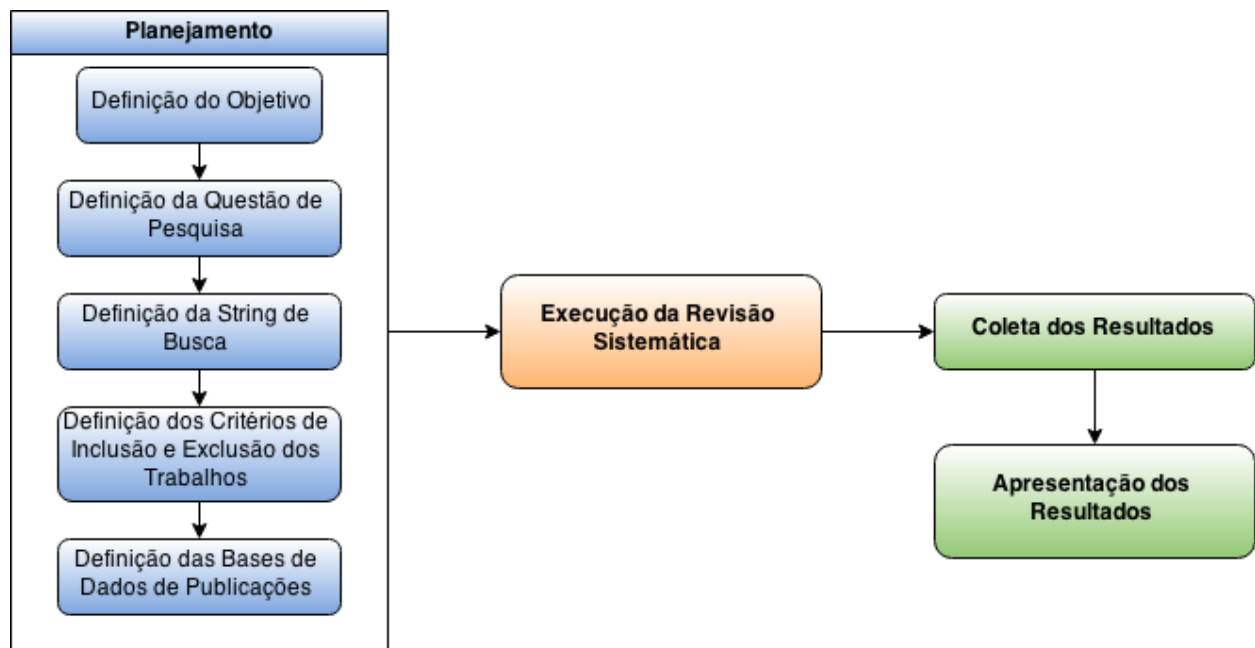 Planejamento
Definição do Objetivo
Definição da Questão de
Pesquisa
Definição da String de
Busca
Definição dos Critérios de
Inclusão e Exclusão dos
Trabalhos
Definição das Bases de
Dados de Publicações
Execução da Revisão
Sistemática
Coleta dos Resultados
Apresentação dos
Resultados